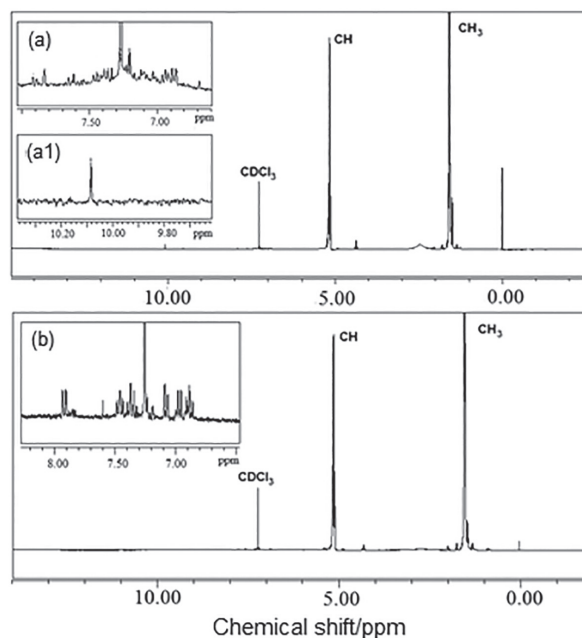 (a)
7.50 7.00
ppm
(a1)
10.20 10.00 9.80
ppm
CDCl₃
CH
CH₃
10.00 5.00 0.00
(b)
8.00 7.50 7.00
ppm
CDCl₃
CH
CH₃
10.00 5.00 0.00
Chemical shift/ppm